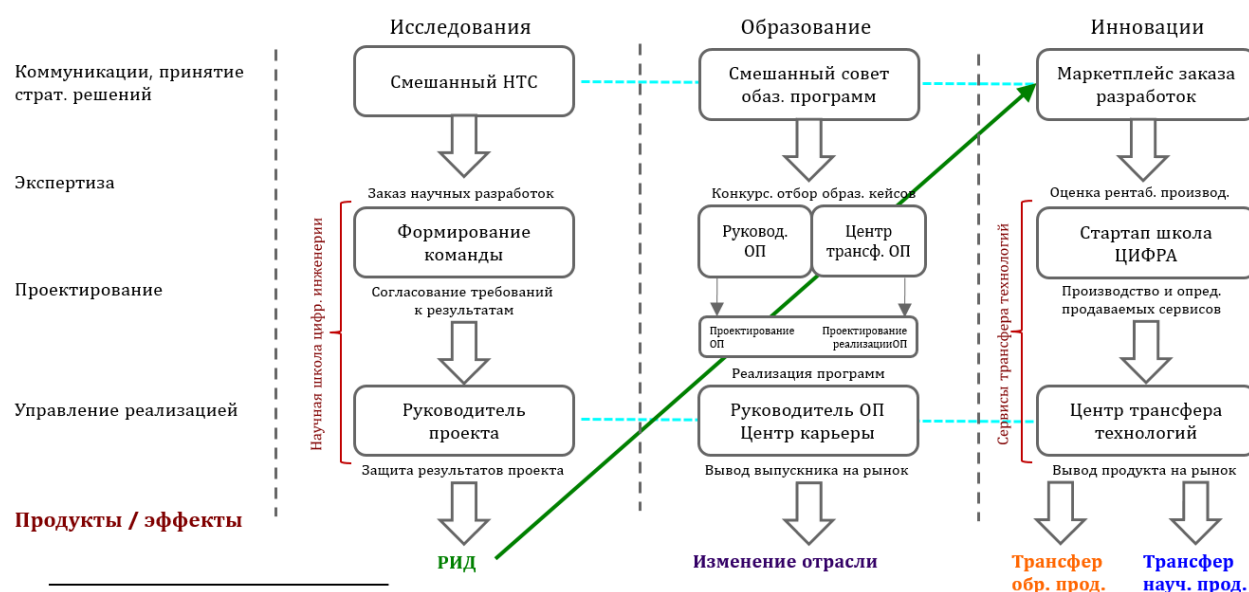 Исследования
Образование
Инновации
Коммуникации, принятие
страт. решений
Смешанный НТС
Смешанный совет
обаз. программ
Маркетплейс заказа
разработок
Экспертиза
Заказ научных разработок
Конкурс. отбор образ. кейсов
Оценка рентаб. производ.
Научная школа цифр. инженерии
Формирование
команды
Руковод.
ОП
Центр
трансф. ОП
Сервисы трансфера технологий
Стартап школа
ЦИФРА
Проектирование
Согласование требований
к результатам
Производство и опред.
продаваемых сервисов
Проектирование
ОП
Проектирование
реализацииОП
Реализация программ
Управление реализацией
Руководитель
проекта
Руководитель ОП
Центр карьеры
Центр трансфера
технологий
Защита результатов проекта
Вывод выпускника на рынок
Вывод продукта на рынок
Продукты / эффекты
РИД
Изменение отрасли
Трансфер
обр. прод.
Трансфер
науч. прод.